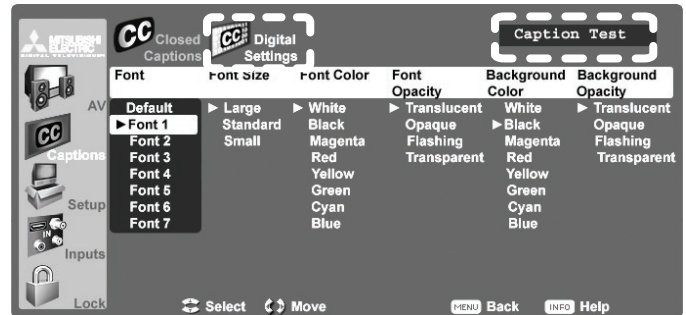 MITSUBISHI ELECTRIC
DIGITAL TELEVISION
CC Closed Captions
CC Digital Settings
Caption Test
AV
CC
Captions
Setup
IN
Inputs
Lock
Font Font Size Font Color Font Opacity Background Color Background Opacity
Default ► Large ► White ► Translucent White ► Translucent
►Font 1 Standard Black Opaque ►Black Opaque
Font 2 Small Magenta Flashing Magenta Flashing
Font 3 Red Transparent Red Transparent
Font 4 Yellow Yellow
Font 5 Green Green
Font 6 Cyan Cyan
Font 7 Blue Blue
Select Move MENU Back INFO Help